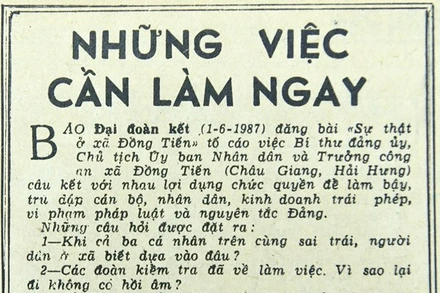 NHỮNG VIỆC
CẦN LÀM NGAY
BÁO Đại đoàn kết (1-6-1987) đăng bài «Sự thật
ở xã Đồng Tiến» tố cáo việc Bí thư đảng ủy,
Chủ tịch Ủy ban Nhân dân và Trưởng công
an xã Đồng Tiến (Châu Giang, Hải Hưng)
câu kết với nhau lợi dụng chức quyền để làm bậy,
trù dập cán bộ, nhân dân, kinh doanh trái phép,
vi phạm pháp luật và nguyên tắc Đảng.
Những câu hỏi được đặt ra:
1—Khi cả ba cá nhân trên cùng sai trái, người
dân ở xã biết dựa vào đâu?
2—Các đoàn kiểm tra đã về làm việc. Vì sao lại
đi không có hồi âm?